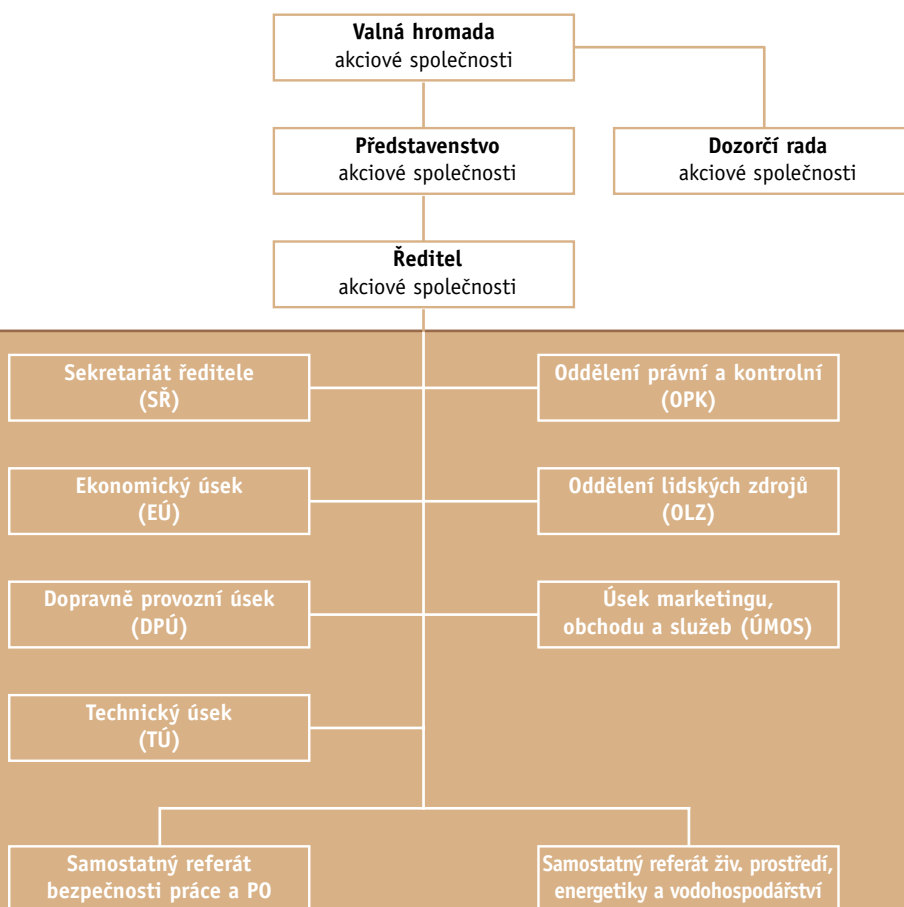 Valná hromada
akciové společnosti
Představenstvo
akciové společnosti
Dozorčí rada
akciové společnosti
Ředitel
akciové společnosti
Sekretariát ředitele
(SŘ)
Oddělení právní a kontrolní
(OPK)
Ekonomický úsek
(EÚ)
Oddělení lidských zdrojů
(OLZ)
Dopravně provozní úsek
(DPÚ)
Úsek marketingu,
obchodu a služeb (ÚMOS)
Technický úsek
(TÚ)
Samostatný referát
bezpečnosti práce a PO
Samostatný referát živ. prostředí,
energetiky a vodohospodářství